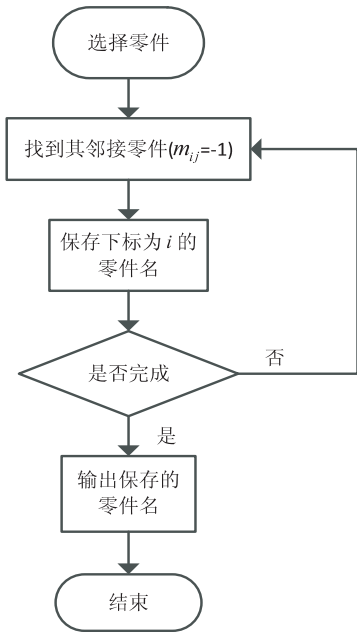 选择零件
找到其邻接零件(mij=-1)
保存下标为 i 的
零件名
是否完成
否
是
输出保存的
零件名
结束